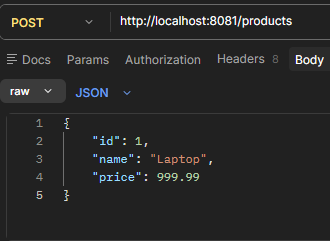 POST http://localhost:8081/products
Docs Params Authorization Headers 8 Body
raw JSON
1 {
2 "id": 1,
3 "name": "Laptop",
4 "price": 999.99
5 }